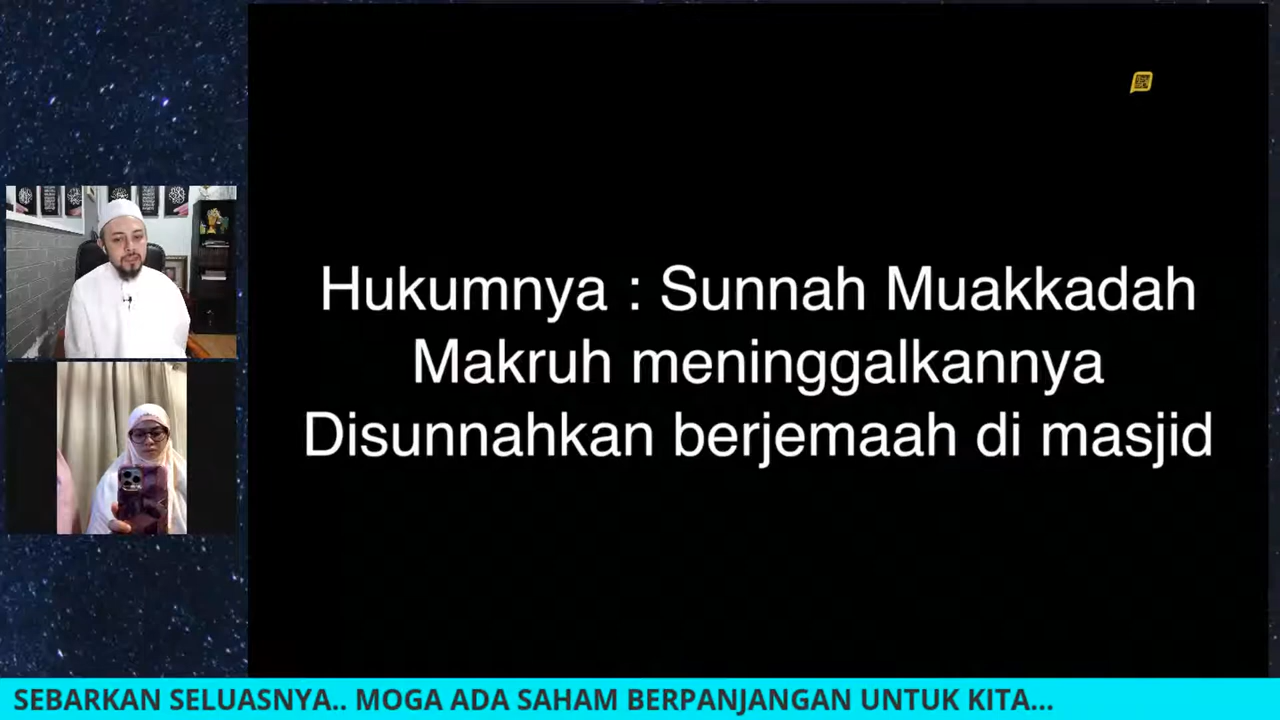 Hukumnya : Sunnah Muakkadah
Makruh meninggalkannya
Disunnahkan berjemaah di masjid
SEBARKAN SELUASNYA.. MOGA ADA SAHAM BERPANJANGAN UNTUK KITA...